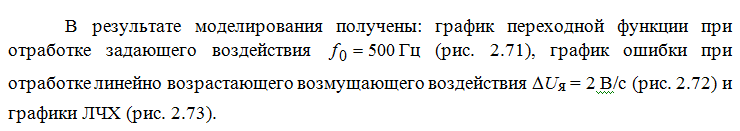 В результате моделирования получены: график переходной функции при
отработке задающего воздействия f₀ = 500 Гц (рис. 2.71), график ошибки при
отработке линейно возрастающего возмущающего воздействия ΔUЯ = 2 В/с (рис. 2.72) и
графики ЛЧХ (рис. 2.73).